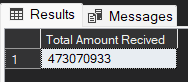 Results Messages
Total Amount Recived
1 473070933